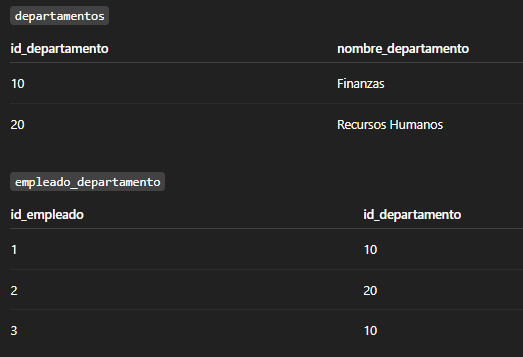 departamentos
id_departamento nombre_departamento
10 Finanzas
20 Recursos Humanos
empleado_departamento
id_empleado id_departamento
1 10
2 20
3 10